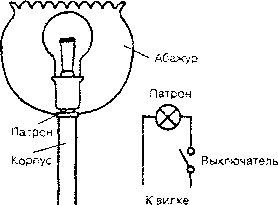 Абажур
Патрон
Патрон
Корпус
Выключатель
К вилке